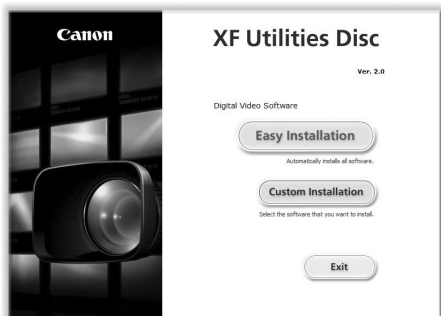 Canon
XF Utilities Disc
Ver. 2.0
Digital Video Software
Easy Installation
Automatically installs all software.
Custom Installation
Select the software that you want to install.
Exit